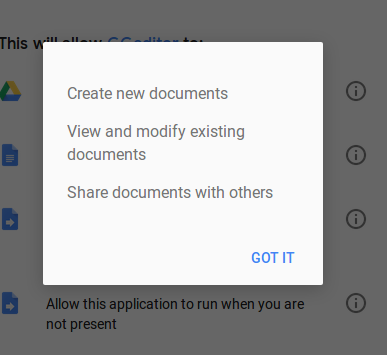 This will allow GGeditor to:
Create new documents
View and modify existing
documents
Share documents with others
GOT IT
Allow this application to run when you are
not present